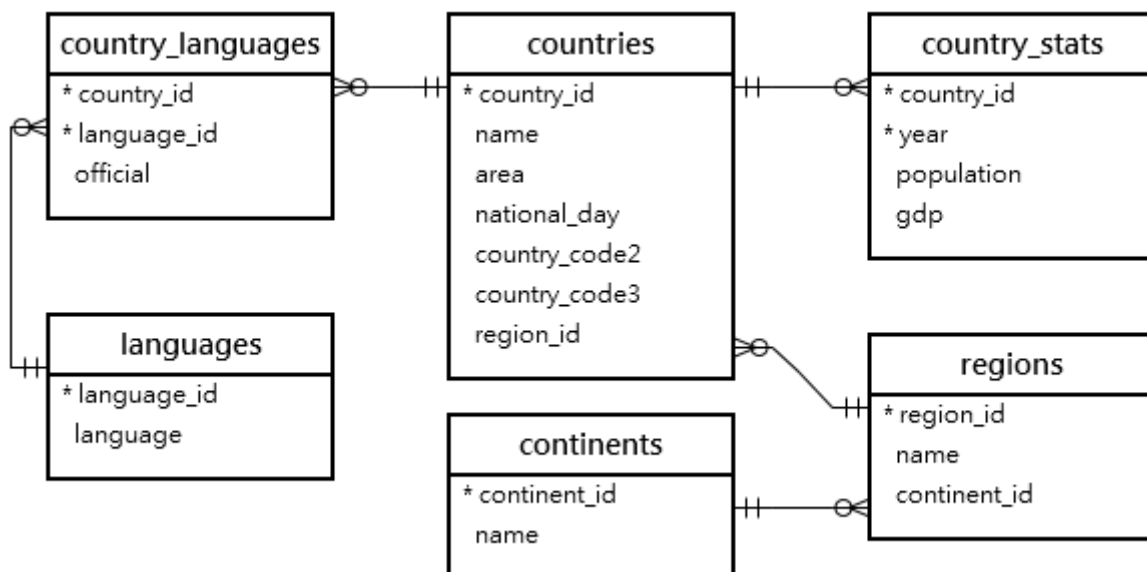 country_languages
* country_id
* language_id
official
countries
* country_id
name
area
national_day
country_code2
country_code3
region_id
country_stats
* country_id
* year
population
gdp
languages
* language_id
language
continents
* continent_id
name
regions
* region_id
name
continent_id